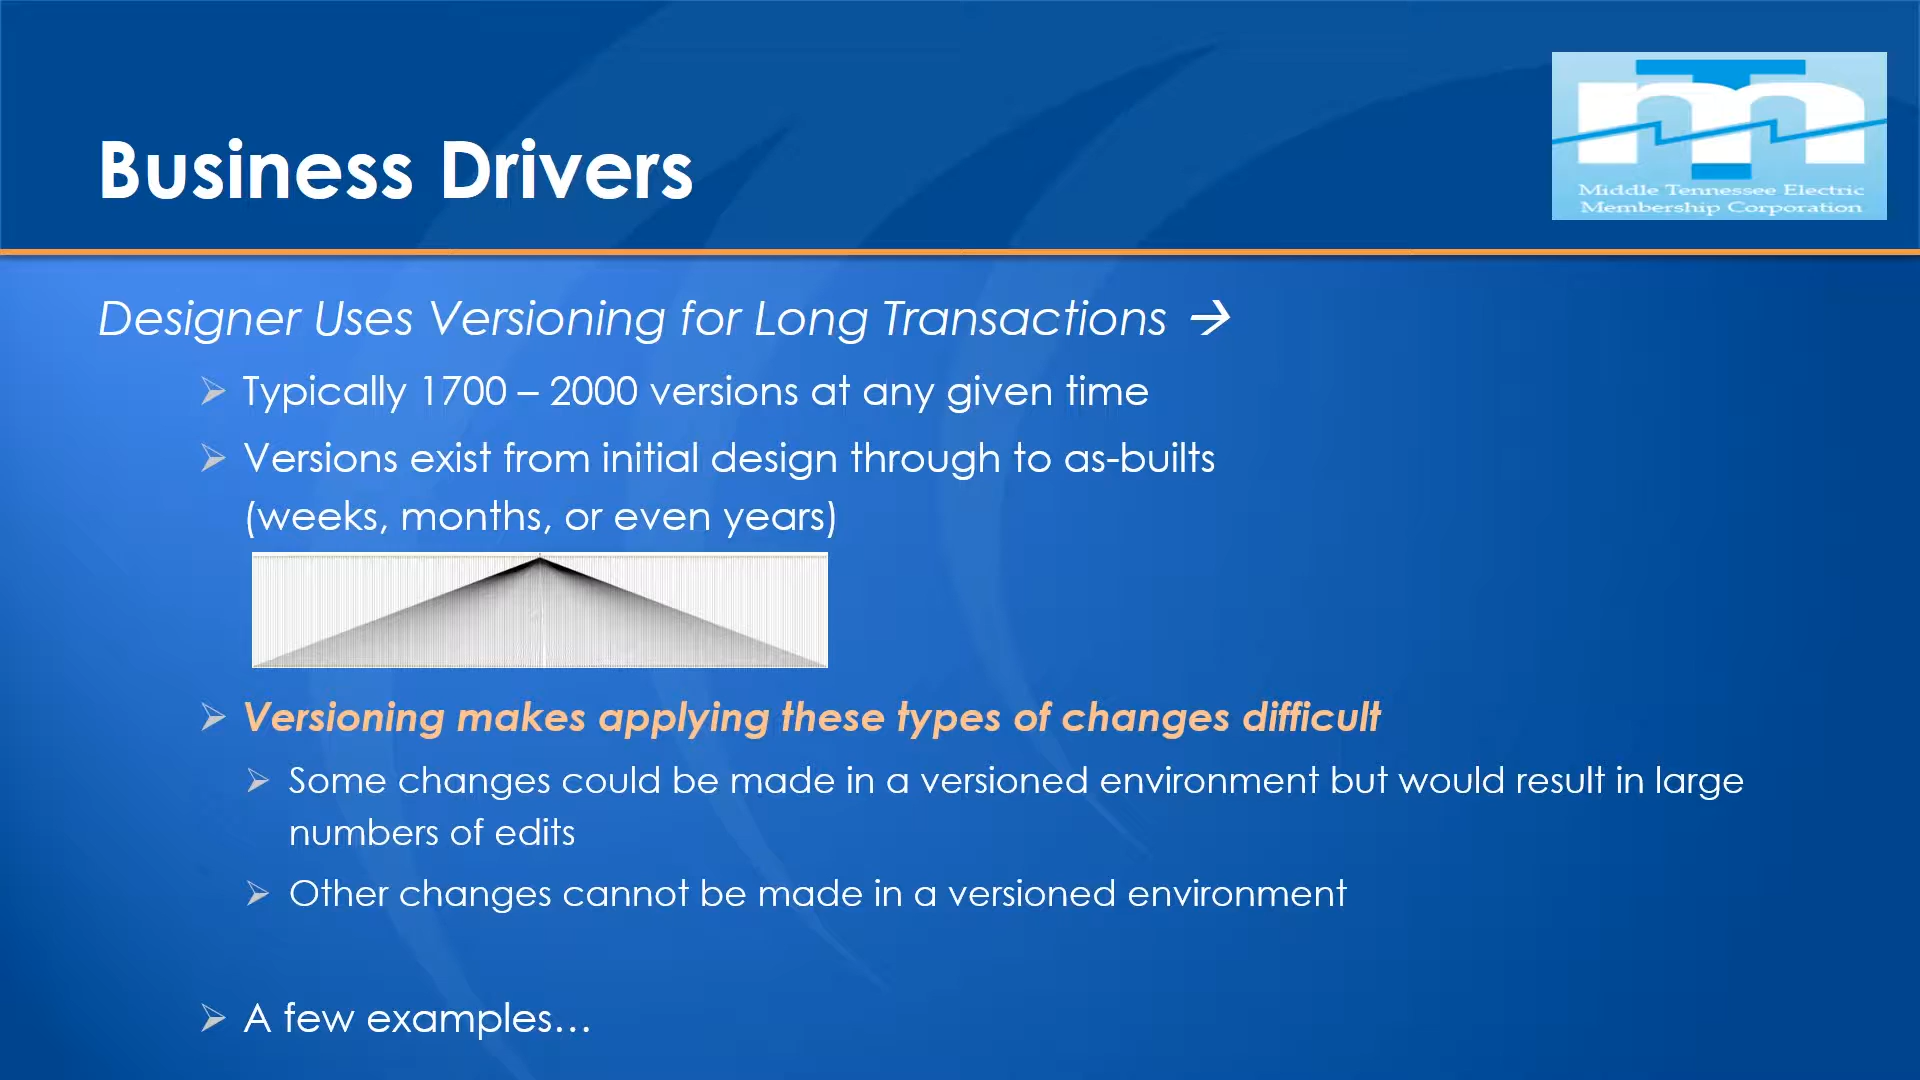 Business Drivers
Middle Tennessee Electric
Membership Corporation
Designer Uses Versioning for Long Transactions →
Typically 1700 – 2000 versions at any given time
Versions exist from initial design through to as-builts
(weeks, months, or even years)
Versioning makes applying these types of changes difficult
Some changes could be made in a versioned environment but would result in large
numbers of edits
Other changes cannot be made in a versioned environment
A few examples…